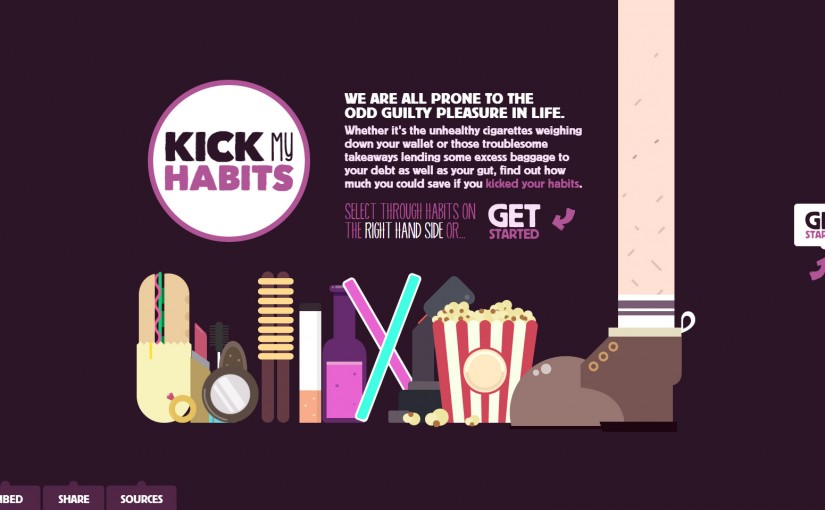 KICK MY
HABITS
WE ARE ALL PRONE TO THE
ODD GUILTY PLEASURE IN LIFE.
Whether it's the unhealthy cigarettes weighing
down your wallet or those troublesome
takeaways lending some excess baggage to
your debt as well as your gut, find out how
much you could save if you kicked your habits.
SELECT THROUGH HABITS ON
THE RIGHT HAND SIDE OR...
GET
STARTED
SHARE
SOURCES